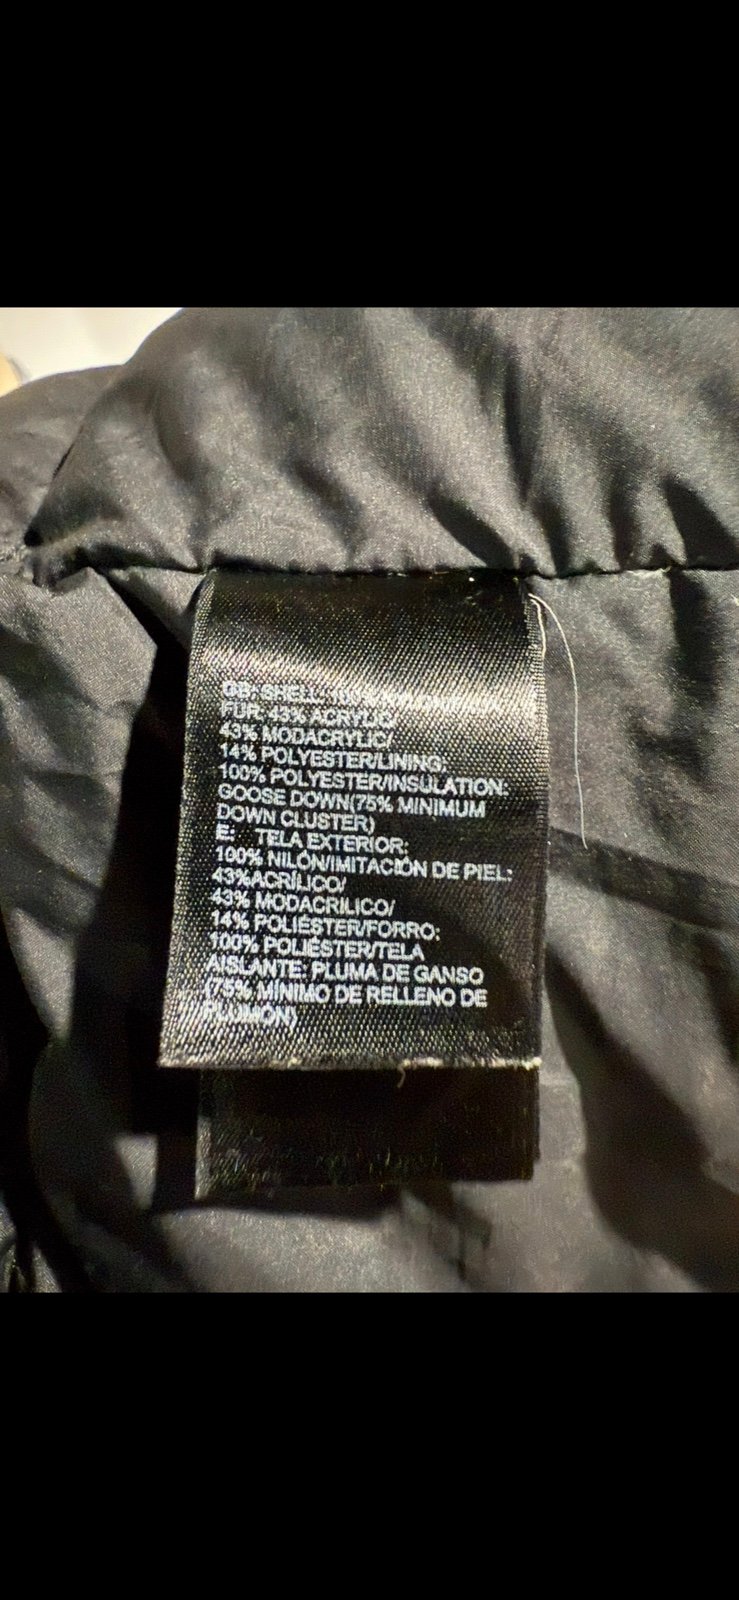 GB: SHELL:
FUR: 43% ACRYLIC/
43% MODACRYLIC/
14% POLYESTER/LINING:
100% POLYESTER/INSULATION:
GOOSE DOWN(75% MINIMUM
DOWN CLUSTER)
E: TELA EXTERIOR:
100% NILÓN/IMITACIÓN DE PIEL:
43%ACRÍLICO/
43% MODACRILICO/
14% POLIÉSTER/FORRO:
100% POLIÉSTER/TELA
AISLANTE: PLUMA DE GANSO
(75% MÍNIMO DE RELLENO DE
PLUMÓN)